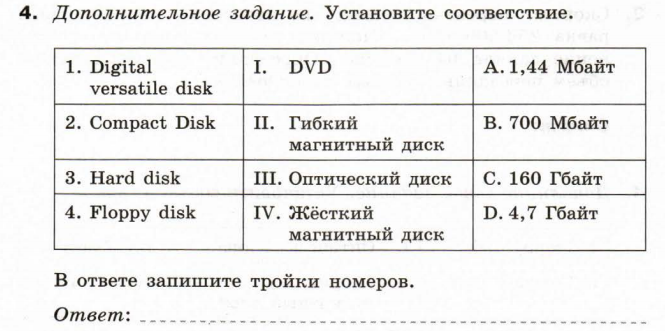 4. Дополнительное задание. Установите соответствие.
1. Digital versatile disk I. DVD A. 1,44 Мбайт
2. Compact Disk II. Гибкий магнитный диск B. 700 Мбайт
3. Hard disk III. Оптический диск C. 160 Гбайт
4. Floppy disk IV. Жёсткий магнитный диск D. 4,7 Гбайт
В ответе запишите тройки номеров.
Ответ: